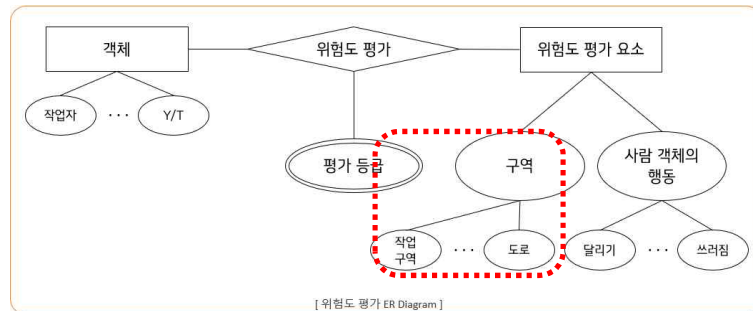 객체
위험도 평가
위험도 평가 요소
작업자
...
Y/T
평가 등급
구역
사람 객체의
행동
작업
구역
...
도로
달리기
...
쓰러짐
[ 위험도 평가 ER Diagram ]